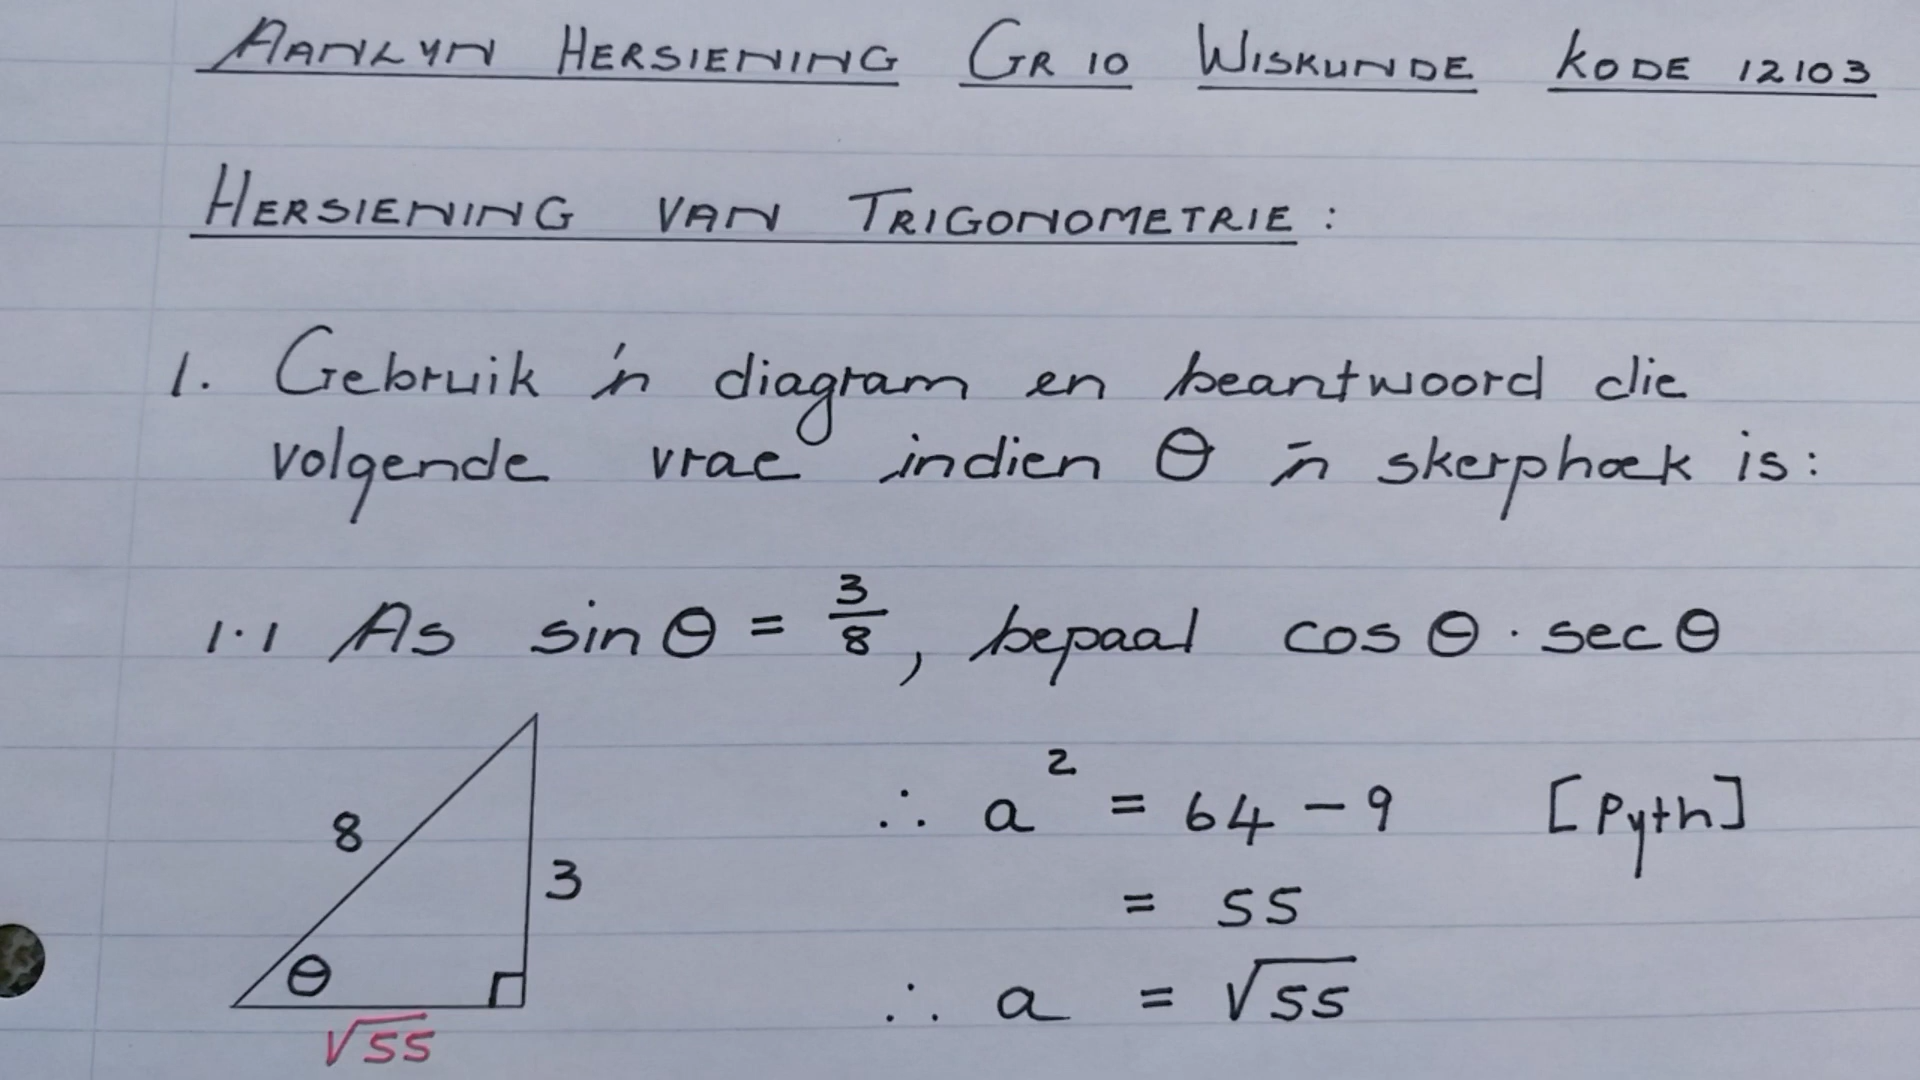 AANLYN HERSIENING GR 10 WISKUNDE KODE 12103
HERSIENING VAN TRIGONOMETRIE:
1. Gebruik 'n diagram en beantwoord die
volgende vrae indien θ 'n skerphoek is:
1.1 As sin θ = 3/8, bepaal cos θ · sec θ
∴ a² = 64 - 9 [Pyth]
8
3
= 55
θ
∴ a = √55
√55